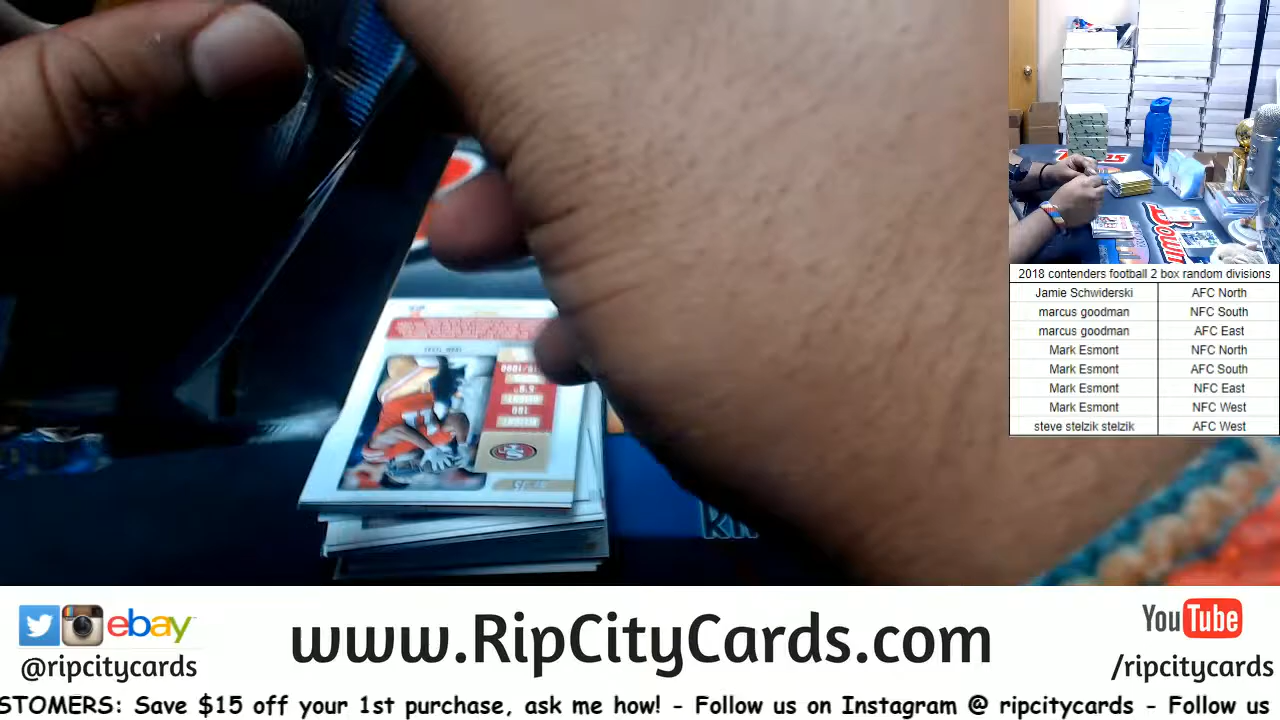 2018 contenders football 2 box random divisions
Jamie Schwiderski AFC North
marcus goodman NFC South
marcus goodman AFC East
Mark Esmont NFC North
Mark Esmont AFC South
Mark Esmont NFC East
Mark Esmont NFC West
steve stelzik stelzik AFC West
ebay
@ripcitycards
www.RipCityCards.com
YouTube
/ripcitycards
STOMERS: Save $15 off your 1st purchase, ask me how! - Follow us on Instagram @ ripcitycards - Follow us